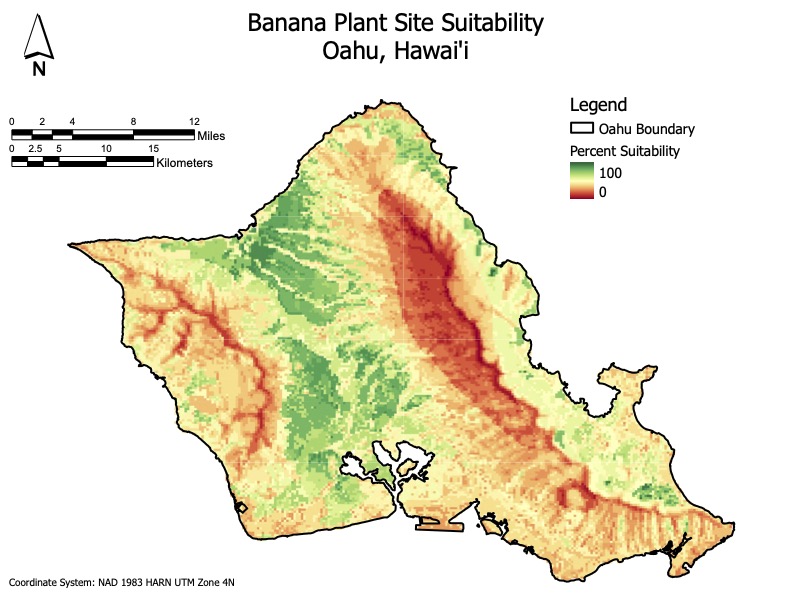 Banana Plant Site Suitability
Oahu, Hawai'i
N
0 2 4 8 12
Miles
0 2.5 5 10 15
Kilometers
Legend
Oahu Boundary
Percent Suitability
100
0
Coordinate System: NAD 1983 HARN UTM Zone 4N